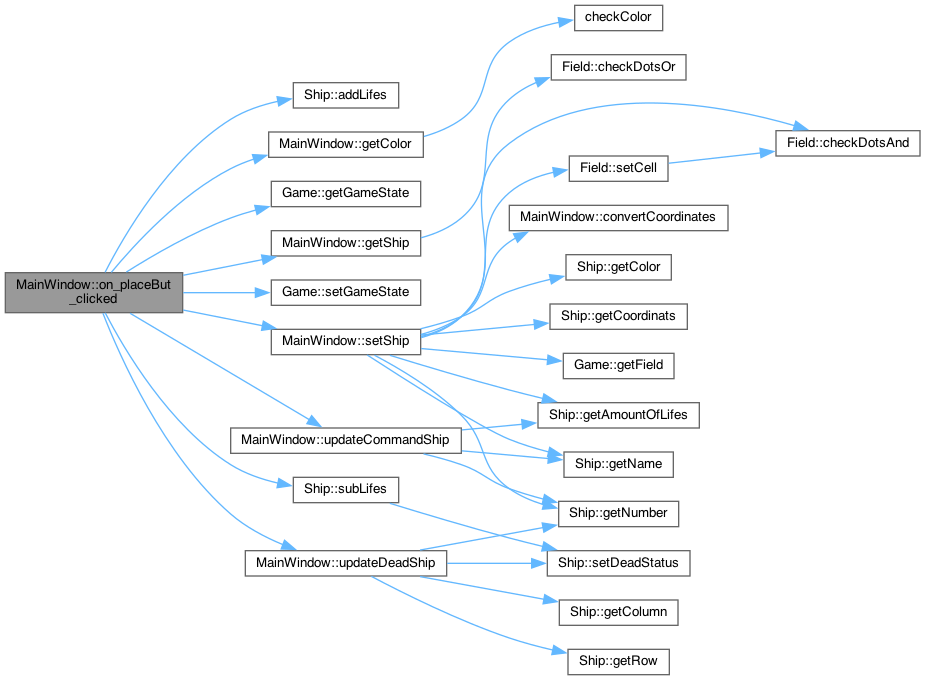 checkColor
Field::checkDotsOr
Ship::addLifes
MainWindow::getColor
Field::checkDotsAnd
Field::setCell
Game::getGameState
MainWindow::convertCoordinates
MainWindow::getShip
Ship::getColor
MainWindow::on_placeBut
_clicked
Game::setGameState
Ship::getCoordinats
MainWindow::setShip
Game::getField
Ship::getAmountOfLifes
MainWindow::updateCommandShip
Ship::getName
Ship::subLifes
Ship::getNumber
MainWindow::updateDeadShip
Ship::setDeadStatus
Ship::getColumn
Ship::getRow